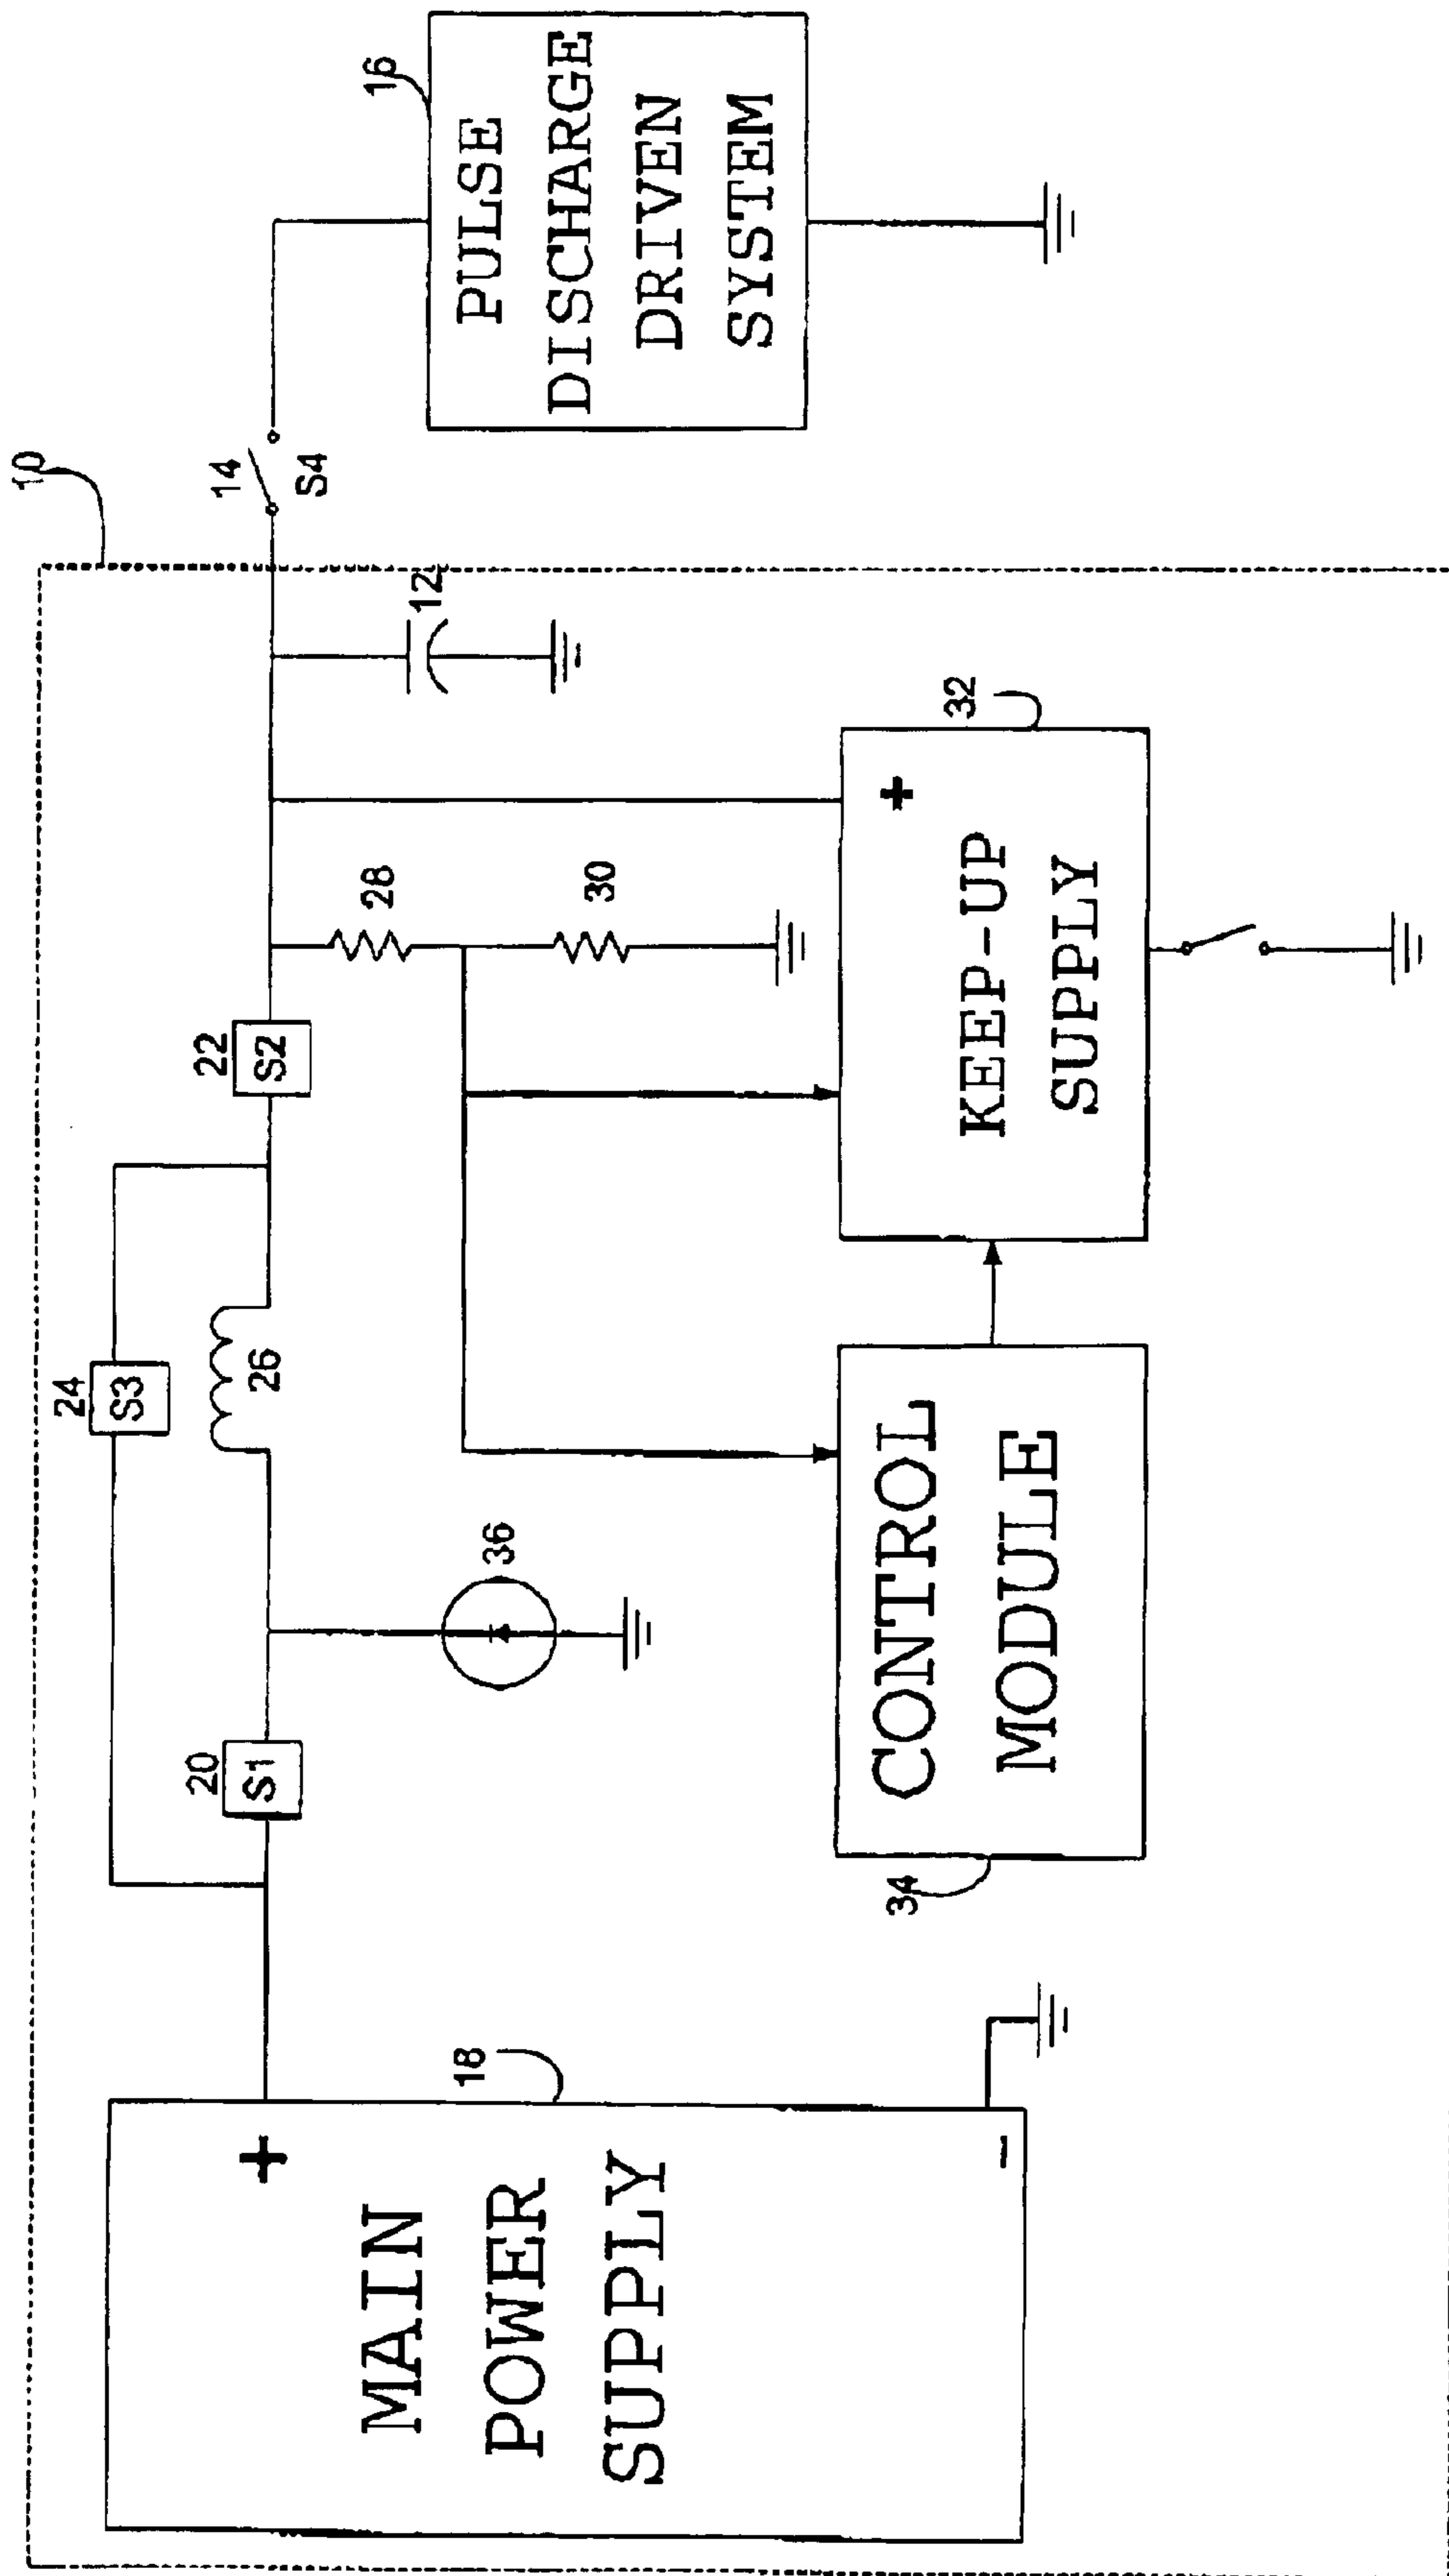 10
MAIN
POWER
SUPPLY
+
-
18
20
S1
24
S3
26
22
S2
36
28
30
12
14
S4
16
PULSE
DISCHARGE
DRIVEN
SYSTEM
CONTROL
MODULE
34
+
KEEP-UP
SUPPLY
32